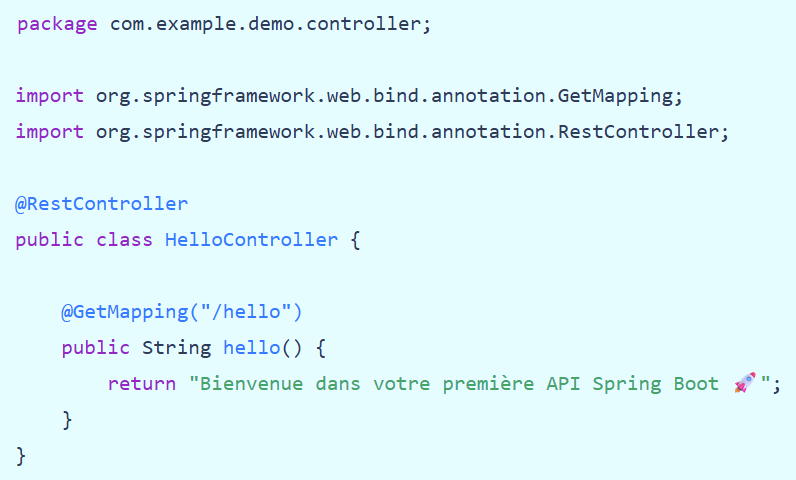 package com.example.demo.controller;
import org.springframework.web.bind.annotation.GetMapping;
import org.springframework.web.bind.annotation.RestController;
@RestController
public class HelloController {
@GetMapping("/hello")
public String hello() {
return "Bienvenue dans votre première API Spring Boot 🚀";
}
}